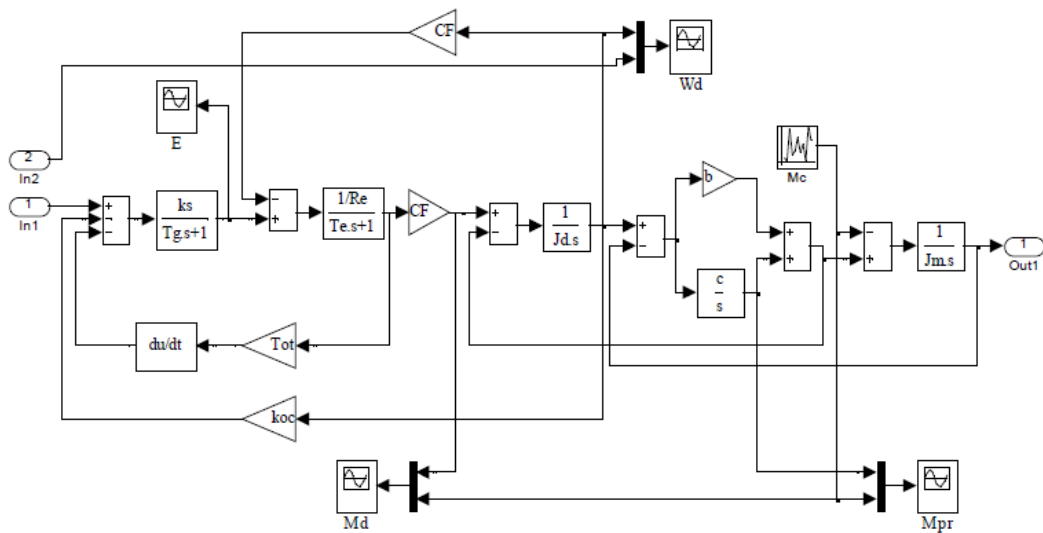 CF
Wd
E
2
In2
1
In1
+
−
−
ks
Tg.s+1
−
+
1/Re
Te.s+1
CF
+
−
1
Jd.s
+
−
b
c
s
+
+
Mc
−
+
1
Jm.s
1
Out1
du/dt
Tot
koc
Md
Mpr